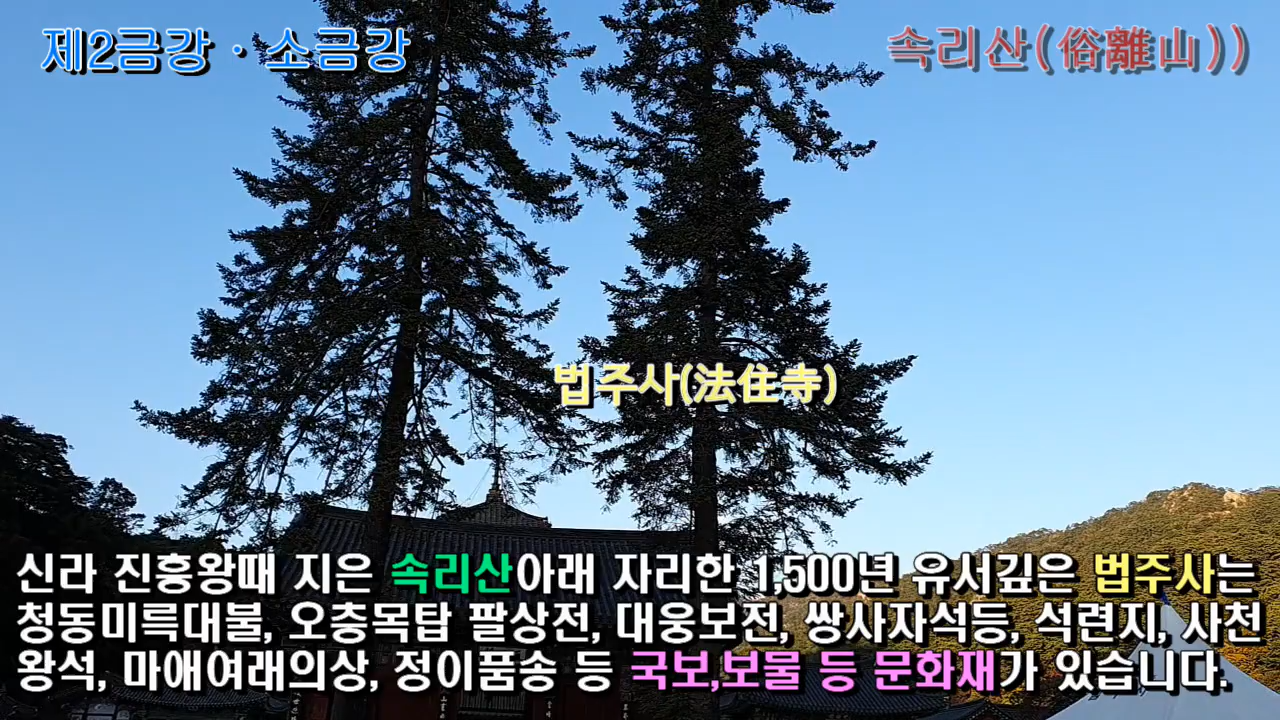 제2금강 · 소금강
속리산(俗離山))
법주사(法住寺)
신라 진흥왕때 지은 속리산아래 자리한 1,500년 유서깊은 법주사는
청동미륵대불, 오층목탑 팔상전, 대웅보전, 쌍사자석등, 석련지, 사천
왕석, 마애여래의상, 정이품송 등 국보,보물 등 문화재가 있습니다.